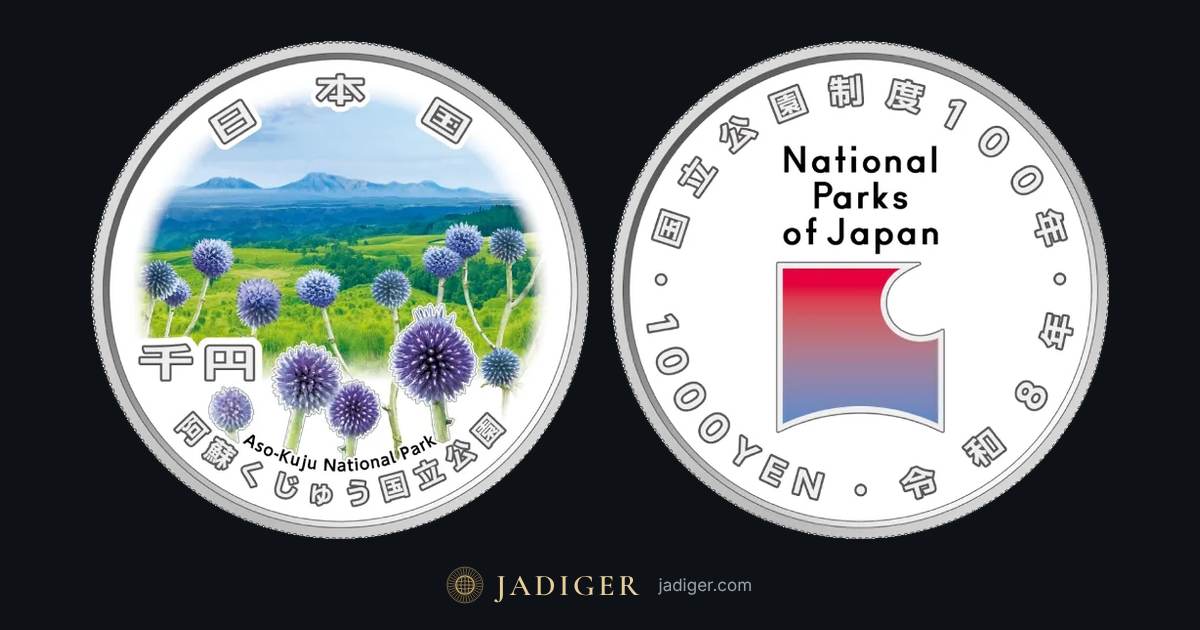 日本国
千円
Aso-Kuju National Park
阿蘇くじゅう国立公園
・国立公園制度100年・
National
Parks
of Japan
1000YEN・令和8年
JADIGER
jadiger.com